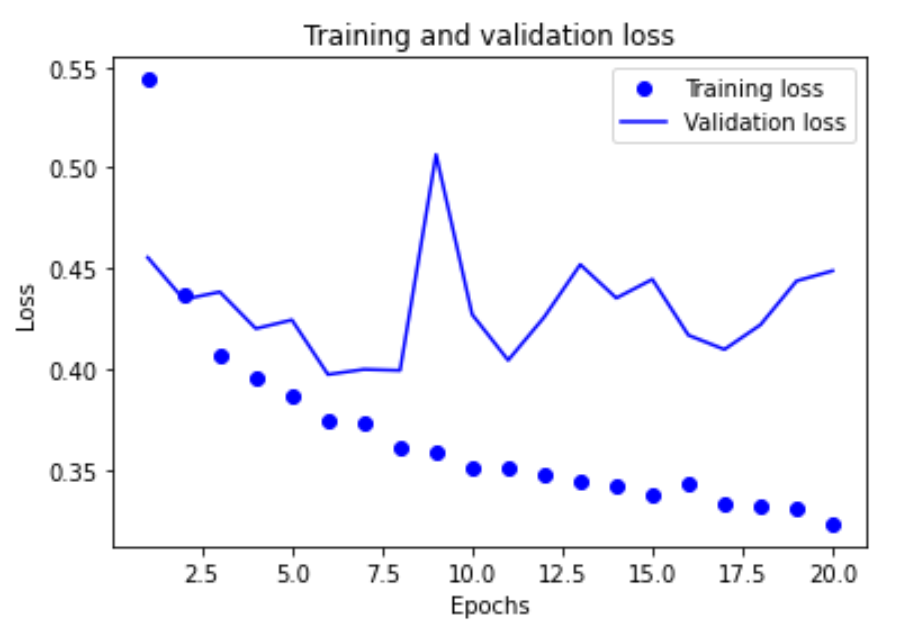 Training and validation loss
0.55
0.50
0.45
0.40
0.35
Loss
Training loss
Validation loss
2.5 5.0 7.5 10.0 12.5 15.0 17.5 20.0
Epochs